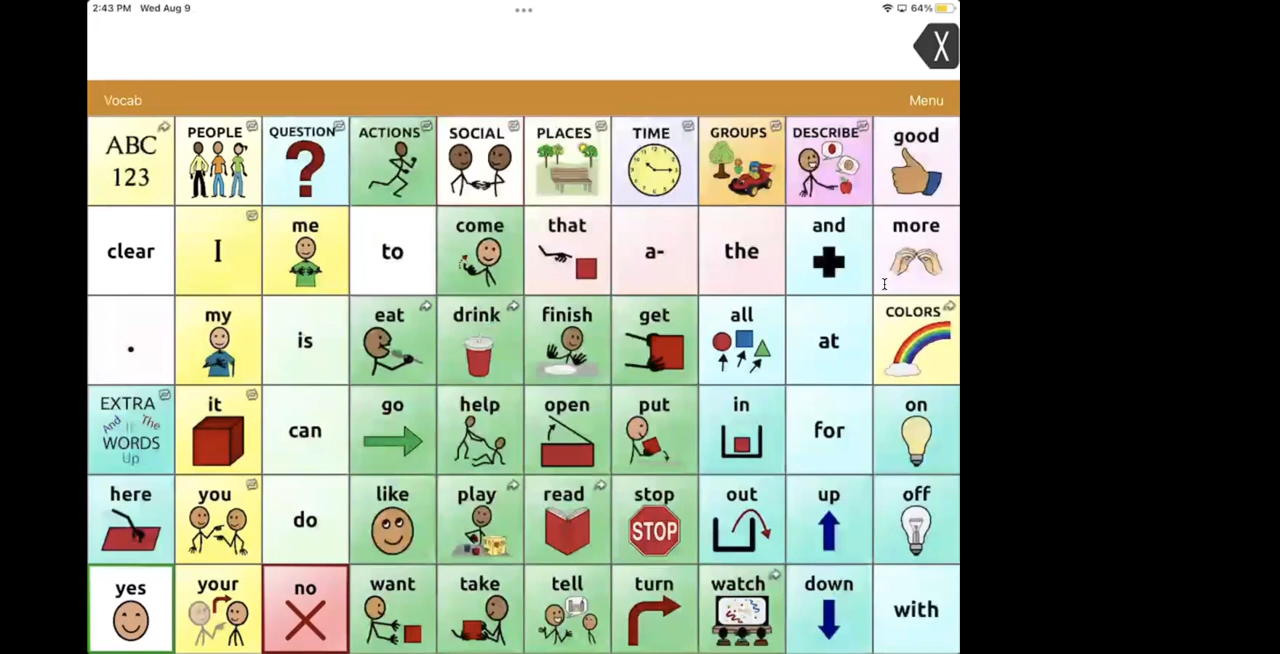 2:43 PM Wed Aug 9
64%
X
Vocab
Menu
ABC 123
PEOPLE
QUESTION
?
ACTIONS
SOCIAL
PLACES
TIME
GROUPS
DESCRIBE
good
clear
I
me
to
come
that
a-
the
and
more
.
my
is
eat
drink
finish
get
all
at
COLORS
EXTRA And The II WORDS Up
it
can
go
help
open
put
in
for
on
here
you
do
like
play
read
stop
STOP
out
up
off
yes
your
no
want
take
tell
turn
watch
down
with